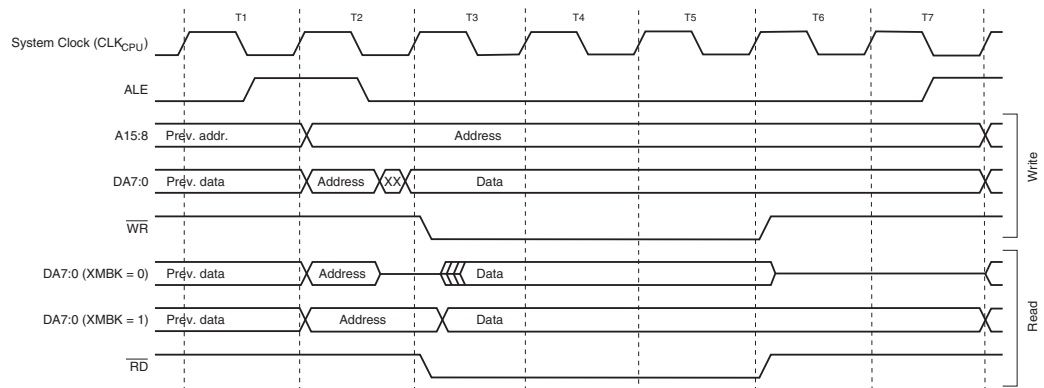 T1 T2 T3 T4 T5 T6 T7
System Clock (CLKCPU)
ALE
A15:8 Prev. addr. Address
DA7:0 Prev. data Address XX Data
WR
Write
DA7:0 (XMBK = 0) Prev. data Address Data
DA7:0 (XMBK = 1) Prev. data Address Data
RD
Read